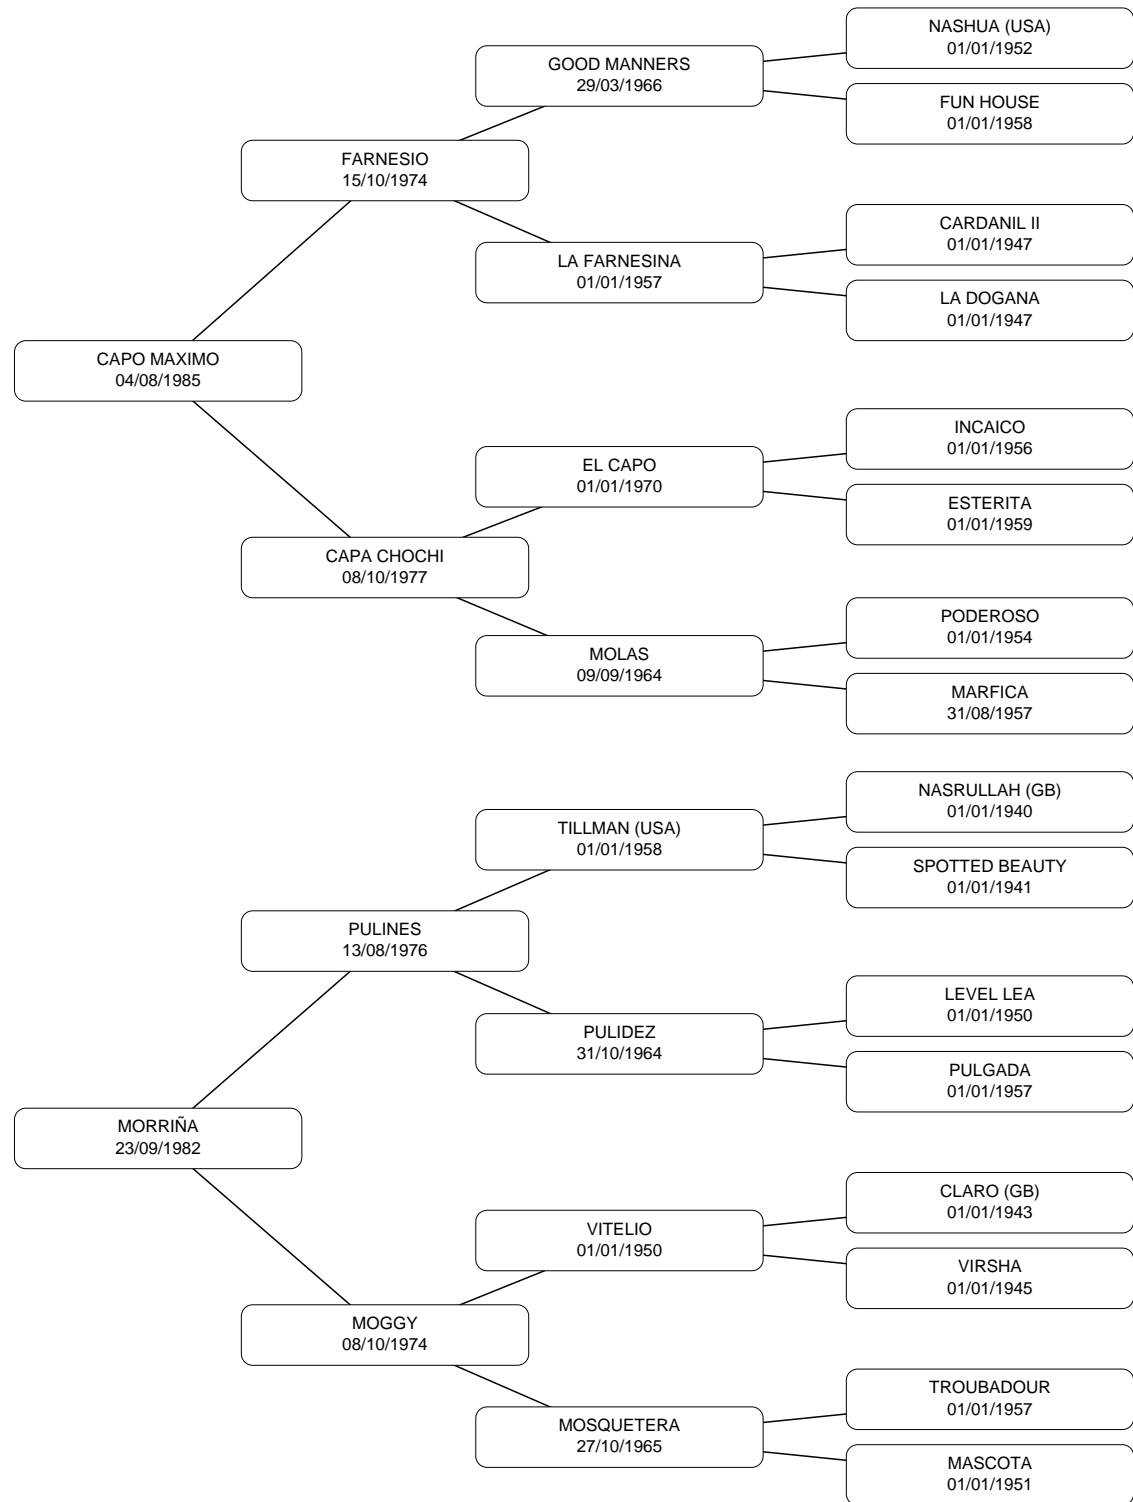 NASHUA (USA)
01/01/1952
GOOD MANNERS
29/03/1966
FUN HOUSE
01/01/1958
FARNESIO
15/10/1974
CARDANIL II
01/01/1947
LA FARNESINA
01/01/1957
LA DOGANA
01/01/1947
CAPO MAXIMO
04/08/1985
INCAICO
01/01/1956
EL CAPO
01/01/1970
ESTERITA
01/01/1959
CAPA CHOCHI
08/10/1977
PODEROSO
01/01/1954
MOLAS
09/09/1964
MARFICA
31/08/1957
NASRULLAH (GB)
01/01/1940
TILLMAN (USA)
01/01/1958
SPOTTED BEAUTY
01/01/1941
PULINES
13/08/1976
LEVEL LEA
01/01/1950
PULIDEZ
31/10/1964
PULGADA
01/01/1957
MORRIÑA
23/09/1982
CLARO (GB)
01/01/1943
VITELIO
01/01/1950
VIRSHA
01/01/1945
MOGGY
08/10/1974
TROUBADOUR
01/01/1957
MOSQUETERA
27/10/1965
MASCOTA
01/01/1951